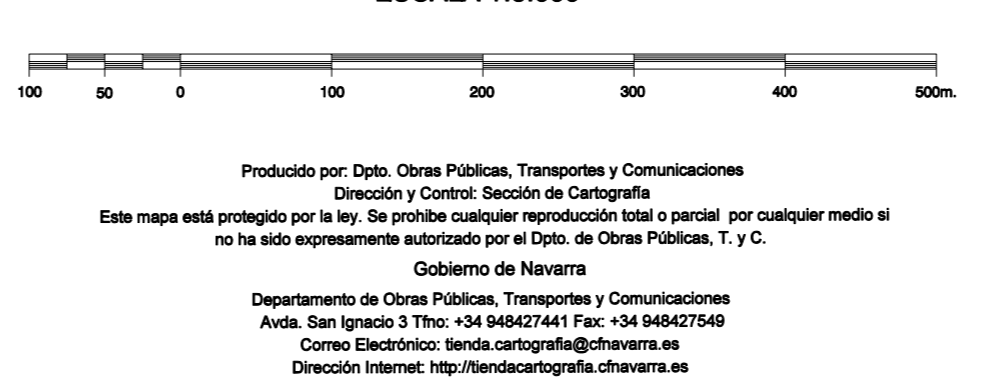 100 50 0 100 200 300 400 500m.
Producido por: Dpto. Obras Públicas, Transportes y Comunicaciones
Dirección y Control: Sección de Cartografía
Este mapa está protegido por la ley. Se prohibe cualquier reproducción total o parcial por cualquier medio si
no ha sido expresamente autorizado por el Dpto. de Obras Públicas, T. y C.
Gobierno de Navarra
Departamento de Obras Públicas, Transportes y Comunicaciones
Avda. San Ignacio 3 Tfno: +34 948427441 Fax: +34 948427549
Correo Electrónico: tienda.cartografia@cfnavarra.es
Dirección Internet: http://tiendacartografia.cfnavarra.es